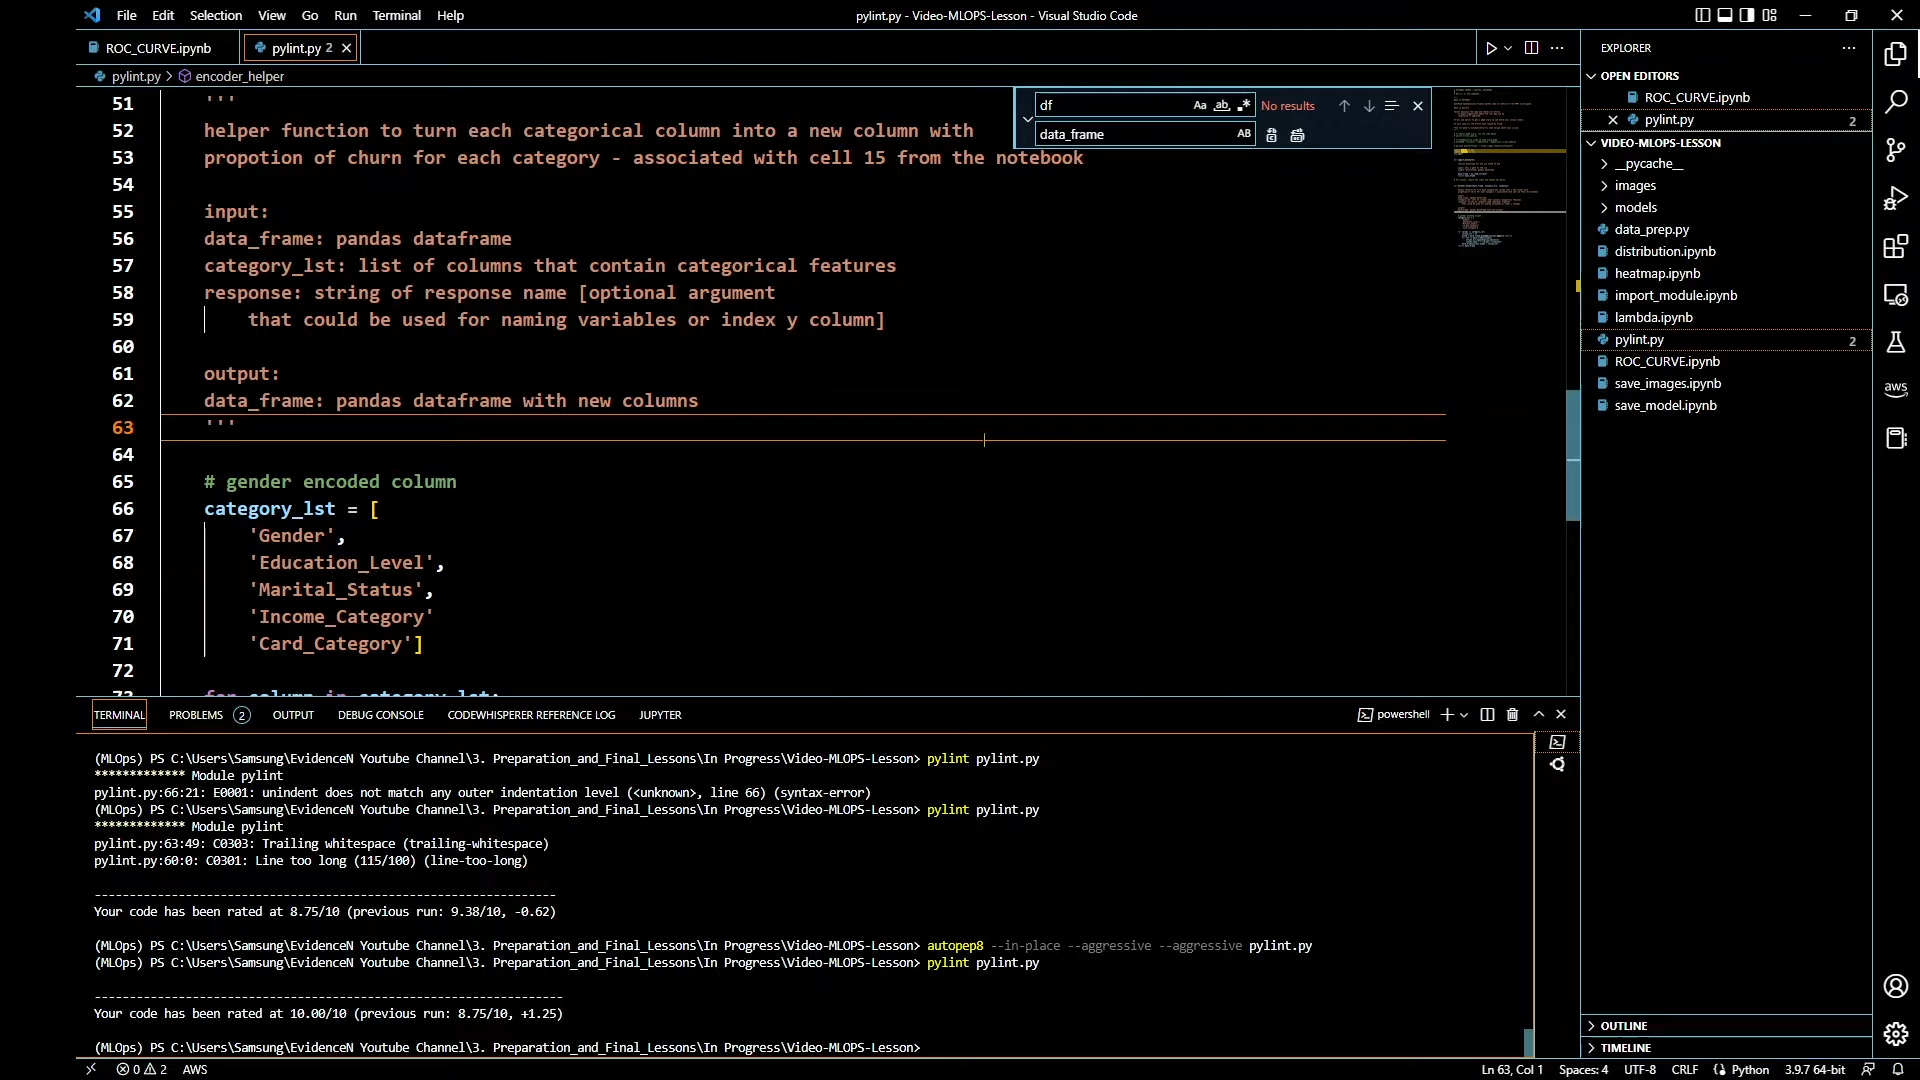 File Edit Selection View Go Run Terminal Help
pylint.py - Video-MLOPS-Lesson - Visual Studio Code
ROC_CURVE.ipynb
pylint.py 2
pylint.py > encoder_helper
df
Aa ab
No results
data_frame
AB
51 '''
52 helper function to turn each categorical column into a new column with
53 propotion of churn for each category - associated with cell 15 from the notebook
54
55 input:
56 data_frame: pandas dataframe
57 category_lst: list of columns that contain categorical features
58 response: string of response name [optional argument
59 that could be used for naming variables or index y column]
60
61 output:
62 data_frame: pandas dataframe with new columns
63 '''
64
65 # gender encoded column
66 category_lst = [
67 'Gender',
68 'Education_Level',
69 'Marital_Status',
70 'Income_Category'
71 'Card_Category']
72
73 for column in category_lst:
EXPLORER
OPEN EDITORS
ROC_CURVE.ipynb
pylint.py 2
VIDEO-MLOPS-LESSON
__pycache__
images
models
data_prep.py
distribution.ipynb
heatmap.ipynb
import_module.ipynb
lambda.ipynb
pylint.py 2
ROC_CURVE.ipynb
save_images.ipynb
save_model.ipynb
OUTLINE
TIMELINE
aws
TERMINAL PROBLEMS 2 OUTPUT DEBUG CONSOLE CODEWHISPERER REFERENCE LOG JUPYTER
powershell
(MLOps) PS C:\Users\Samsung\EvidenceN Youtube Channel\3. Preparation_and_Final_Lessons\In Progress\Video-MLOPS-Lesson> pylint pylint.py
************* Module pylint
pylint.py:66:21: E0001: unindent does not match any outer indentation level (<unknown>, line 66) (syntax-error)
(MLOps) PS C:\Users\Samsung\EvidenceN Youtube Channel\3. Preparation_and_Final_Lessons\In Progress\Video-MLOPS-Lesson> pylint pylint.py
************* Module pylint
pylint.py:63:49: C0303: Trailing whitespace (trailing-whitespace)
pylint.py:60:0: C0301: Line too long (115/100) (line-too-long)
------------------------------------------------------------------
Your code has been rated at 8.75/10 (previous run: 9.38/10, -0.62)
(MLOps) PS C:\Users\Samsung\EvidenceN Youtube Channel\3. Preparation_and_Final_Lessons\In Progress\Video-MLOPS-Lesson> autopep8 --in-place --aggressive --aggressive pylint.py
(MLOps) PS C:\Users\Samsung\EvidenceN Youtube Channel\3. Preparation_and_Final_Lessons\In Progress\Video-MLOPS-Lesson> pylint pylint.py
-------------------------------------------------------------------
Your code has been rated at 10.00/10 (previous run: 8.75/10, +1.25)
(MLOps) PS C:\Users\Samsung\EvidenceN Youtube Channel\3. Preparation_and_Final_Lessons\In Progress\Video-MLOPS-Lesson>
0 2 AWS
Ln 63, Col 1 Spaces: 4 UTF-8 CRLF Python 3.9.7 64-bit